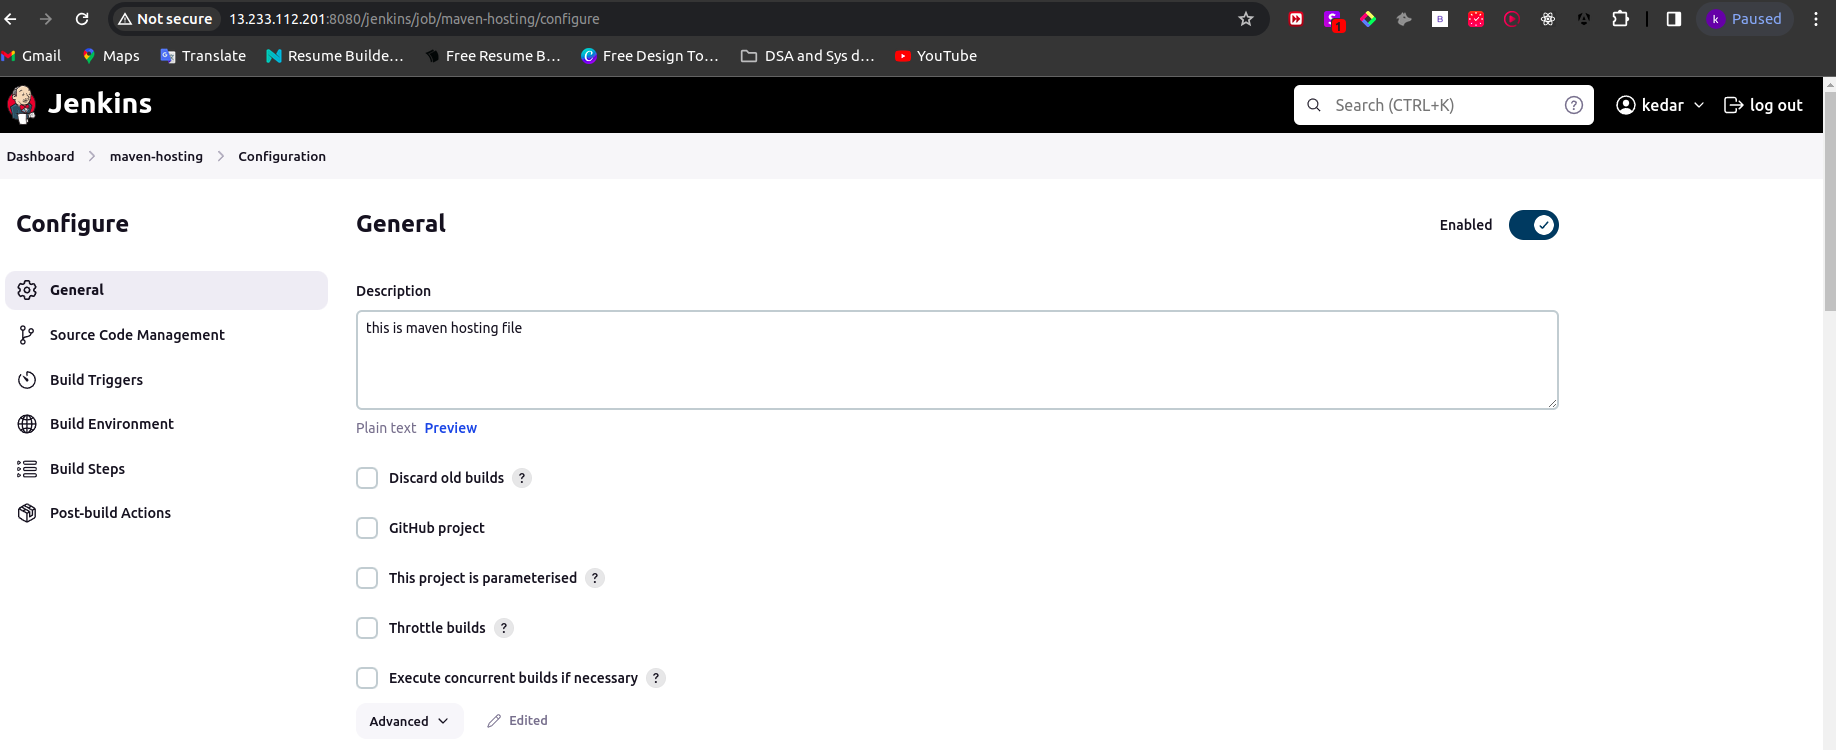 Not secure 13.233.112.201:8080/jenkins/job/maven-hosting/configure 1 k Paused
Gmail Maps Translate Resume Builde... Free Resume B... Free Design To... DSA and Sys d... YouTube
Jenkins Search (CTRL+K) ? kedar log out
Dashboard > maven-hosting > Configuration
Configure
General
Source Code Management
Build Triggers
Build Environment
Build Steps
Post-build Actions
General Enabled
Description
this is maven hosting file
Plain text Preview
Discard old builds ?
GitHub project
This project is parameterised ?
Throttle builds ?
Execute concurrent builds if necessary ?
Advanced Edited